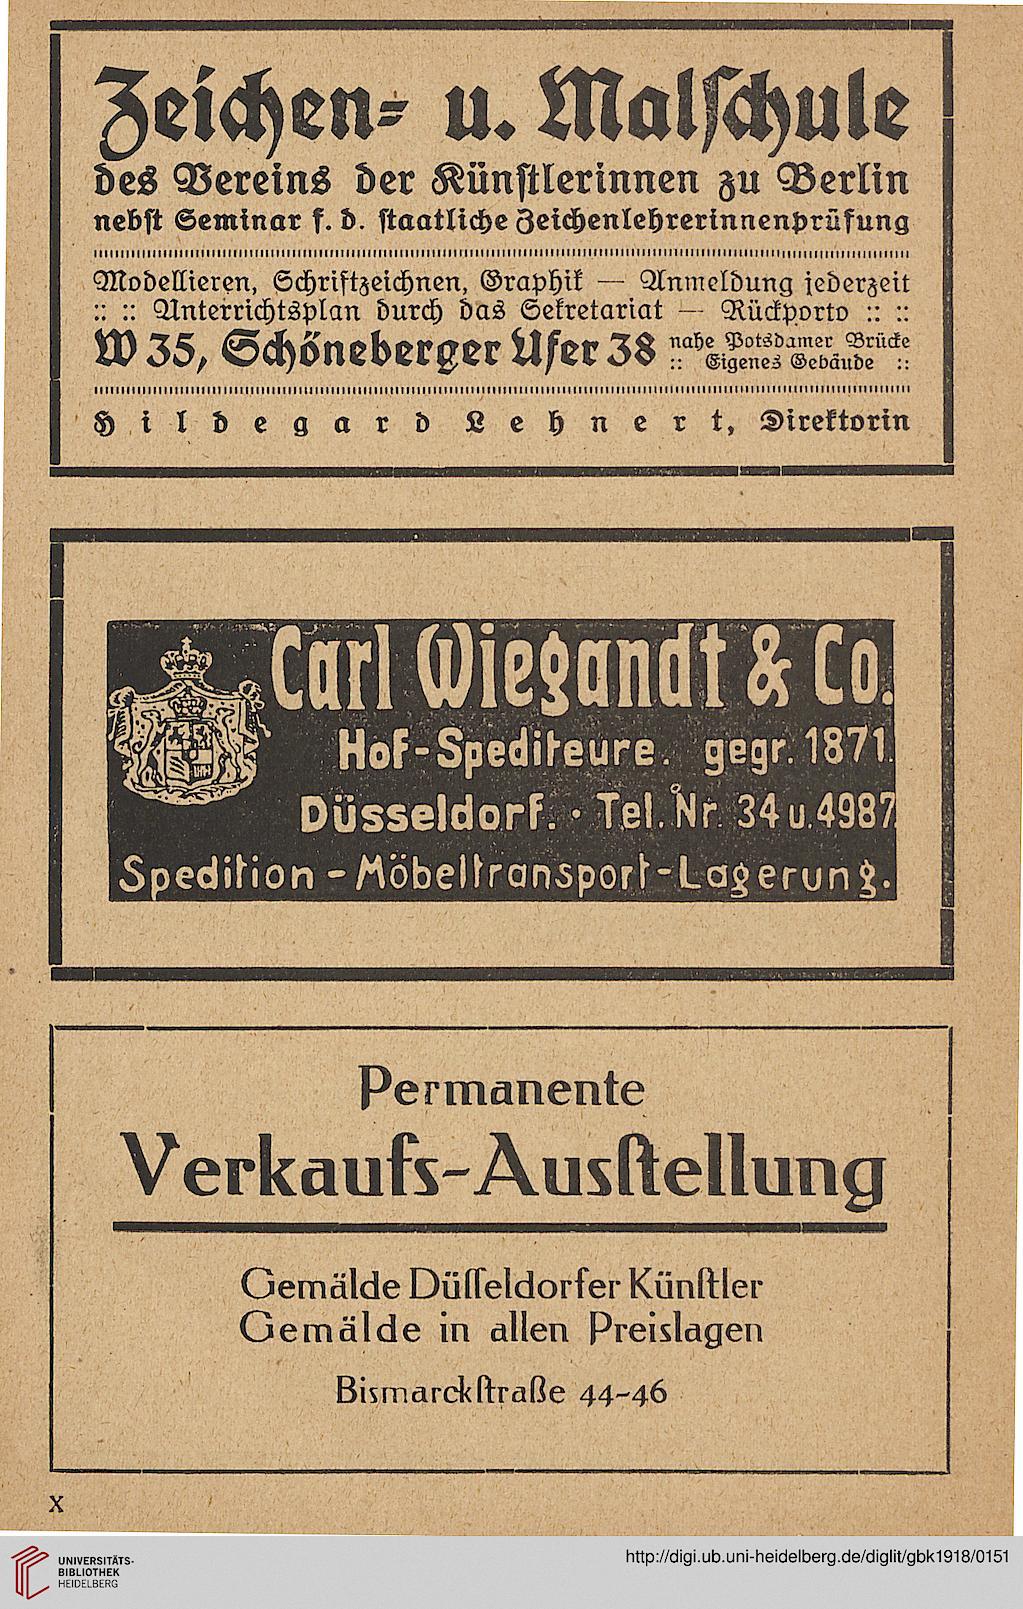 Zeichen- u. Malschule
des Vereins der Künstlerinnen zu Berlin
nebst Seminar f. d. staatliche Zeichenlehrerinnenprüfung
Modellieren, Schriftzeichnen, Graphik — Anmeldung jederzeit
:: :: Unterrichtsplan durch das Sekretariat — Rückporto :: ::
W 35, Schöneberger Ufer 38 nahe Potsdamer Brücke
:: Eigenes Gebäude ::
Hildegard Lehnert, Direktorin
Carl Wiegandt & Co.
Hof-Spediteure. gegr. 1871.
Düsseldorf. • Tel. Nr. 34 u. 4987
Spedition - Möbeltransport - Lagerung.
Permanente
Verkaufs-Ausſtellung
Gemälde Düſſeldorfer Künſtler
Gemälde in allen Preislagen
Bismarckſtraße 44-46
X
UNIVERSITÄTS-
BIBLIOTHEK
HEIDELBERG
http://digi.ub.uni-heidelberg.de/diglit/gbk1918/0151